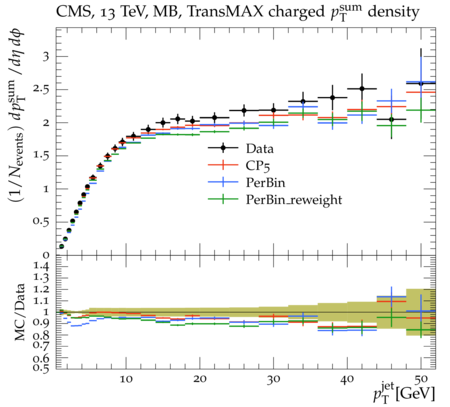 CMS, 13 TeV, MB, TransMAX charged p_T^sum density
(1/N_events) dp_T^sum/dη dϕ
3
2.5
2
1.5
1
0.5
0
Data
CP5
PerBin
PerBin_reweight
MC/Data
1.4
1.3
1.2
1.1
1
0.9
0.8
0.7
0.6
0.5
10 20 30 40 50
p_T^jet [GeV]